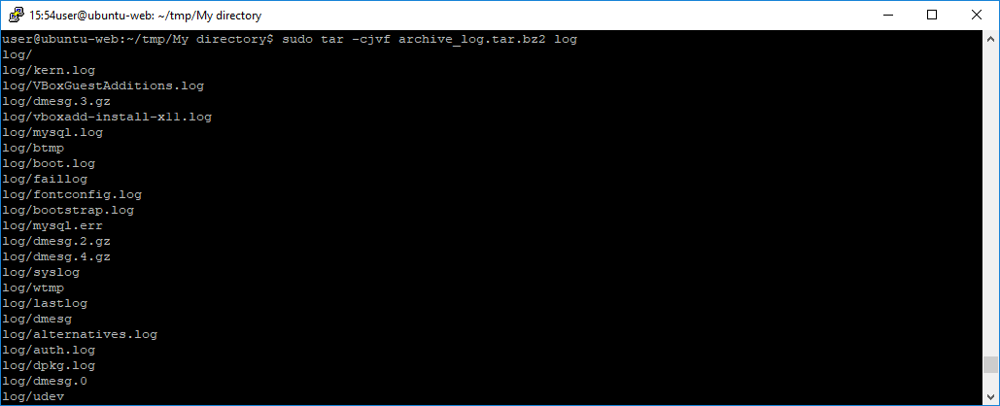 15:54user@ubuntu-web: ~/tmp/My directory
user@ubuntu-web:~/tmp/My directory$ sudo tar -cjvf archive_log.tar.bz2 log
log/
log/kern.log
log/VBoxGuestAdditions.log
log/dmesg.3.gz
log/vboxadd-install-x11.log
log/mysql.log
log/btmp
log/boot.log
log/faillog
log/fontconfig.log
log/bootstrap.log
log/mysql.err
log/dmesg.2.gz
log/dmesg.4.gz
log/syslog
log/wtmp
log/lastlog
log/dmesg
log/alternatives.log
log/auth.log
log/dpkg.log
log/dmesg.0
log/udev